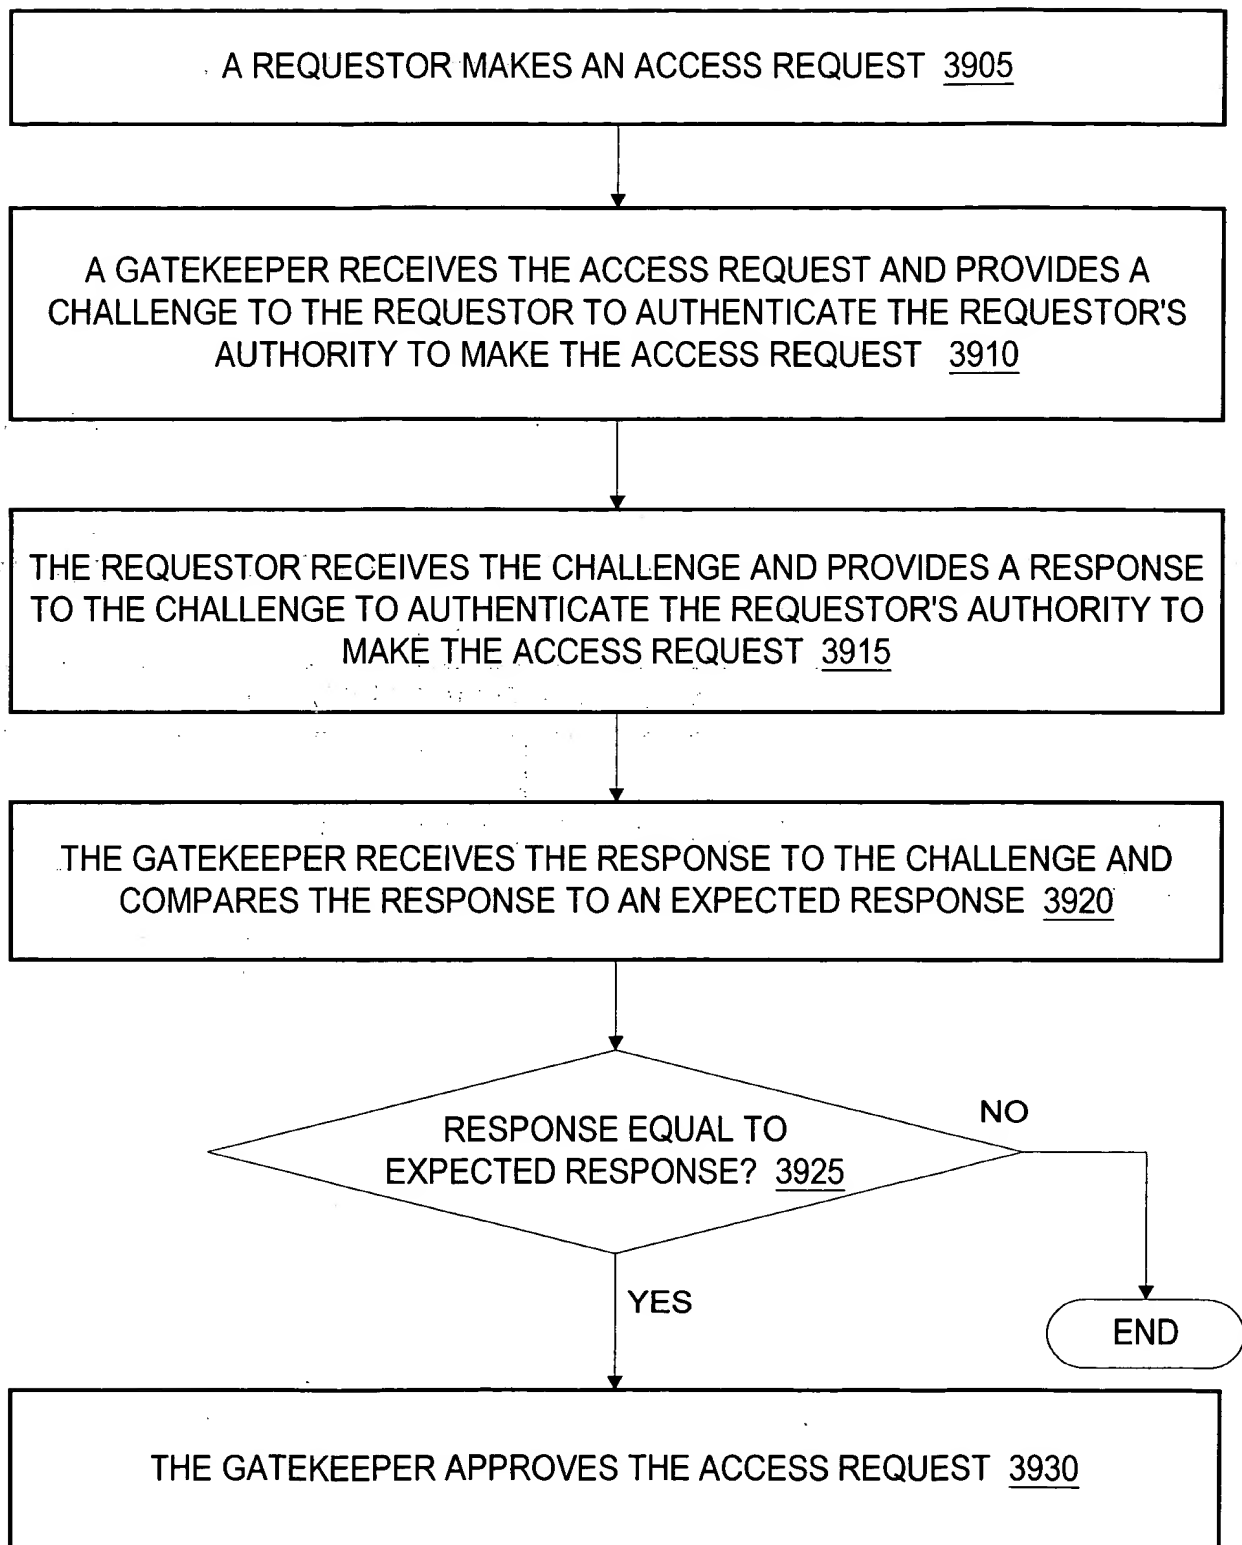 A REQUESTOR MAKES AN ACCESS REQUEST 3905
A GATEKEEPER RECEIVES THE ACCESS REQUEST AND PROVIDES A
CHALLENGE TO THE REQUESTOR TO AUTHENTICATE THE REQUESTOR'S
AUTHORITY TO MAKE THE ACCESS REQUEST 3910
THE REQUESTOR RECEIVES THE CHALLENGE AND PROVIDES A RESPONSE
TO THE CHALLENGE TO AUTHENTICATE THE REQUESTOR'S AUTHORITY TO
MAKE THE ACCESS REQUEST 3915
THE GATEKEEPER RECEIVES THE RESPONSE TO THE CHALLENGE AND
COMPARES THE RESPONSE TO AN EXPECTED RESPONSE 3920
NO
RESPONSE EQUAL TO
EXPECTED RESPONSE? 3925
YES
END
THE GATEKEEPER APPROVES THE ACCESS REQUEST 3930